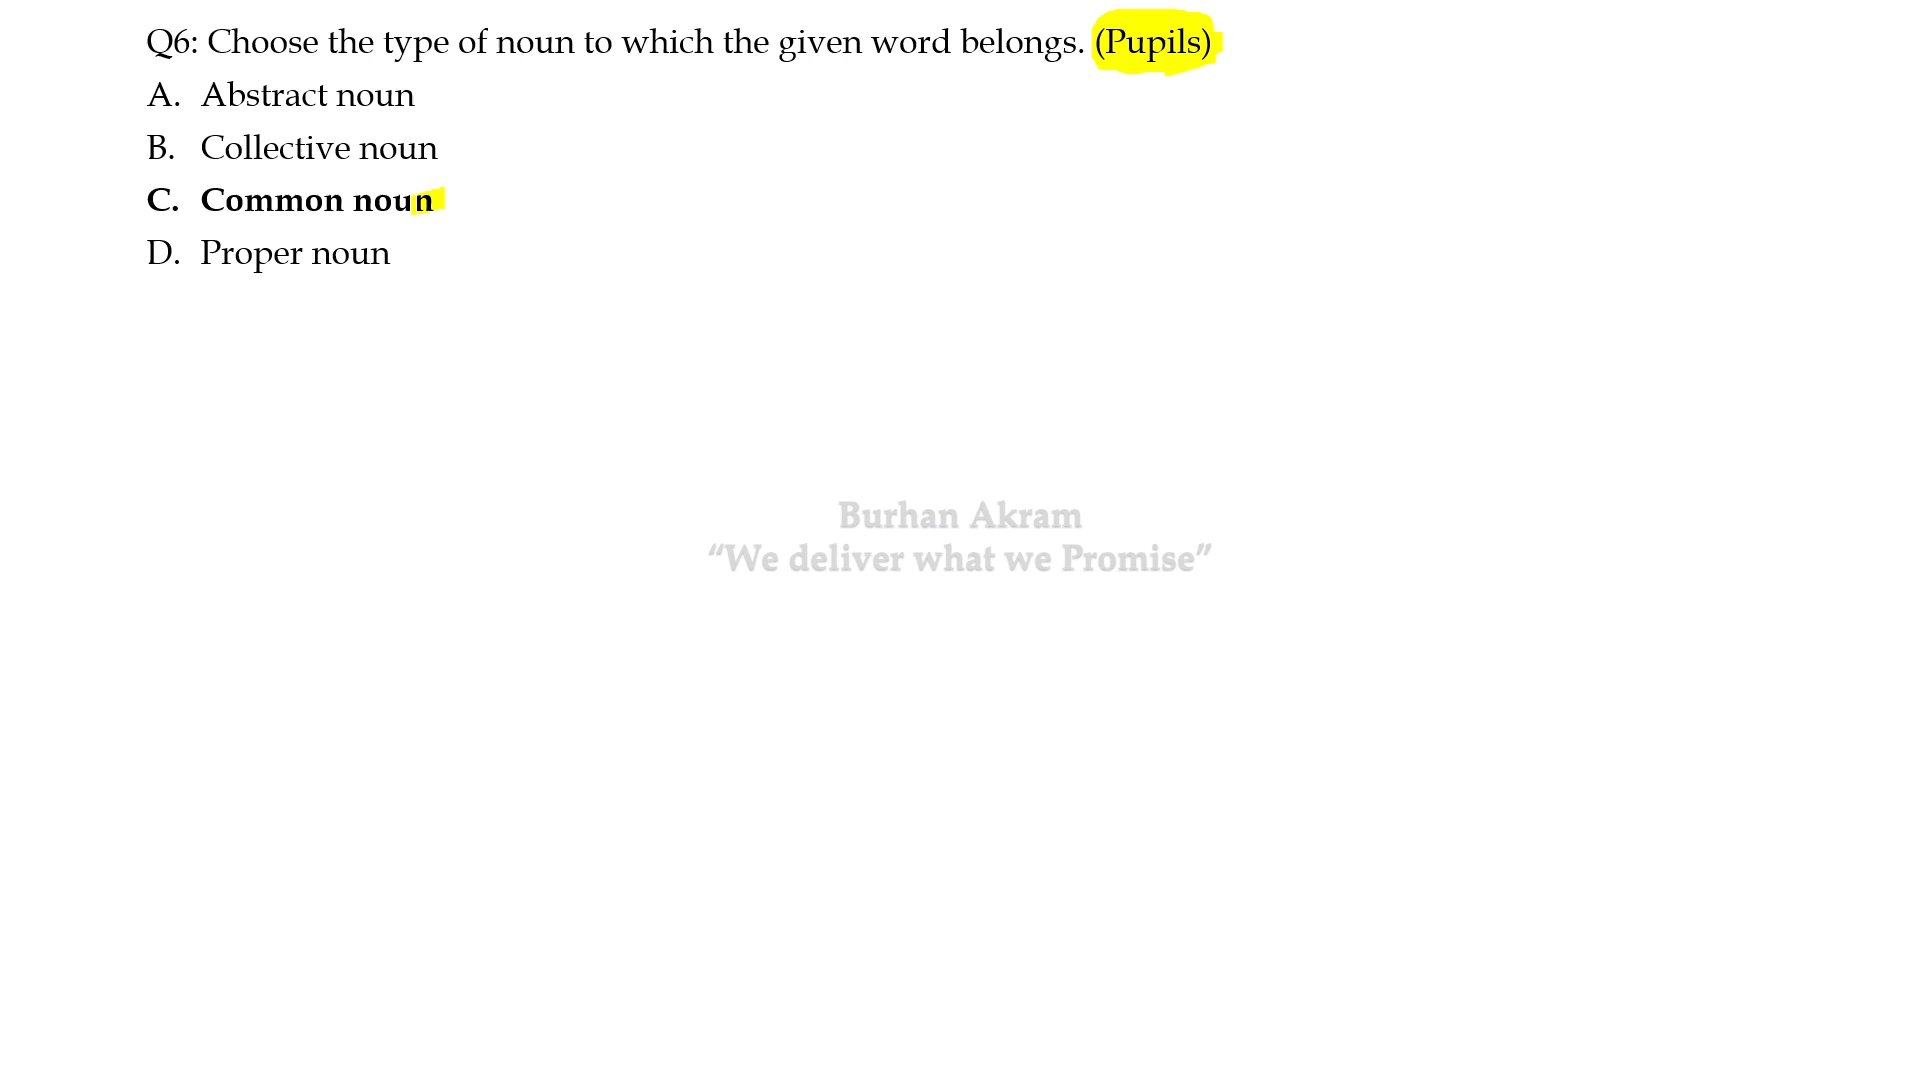 Q6: Choose the type of noun to which the given word belongs. (Pupils)
A. Abstract noun
B. Collective noun
C. Common noun
D. Proper noun
Burhan Akram
“We deliver what we Promise”